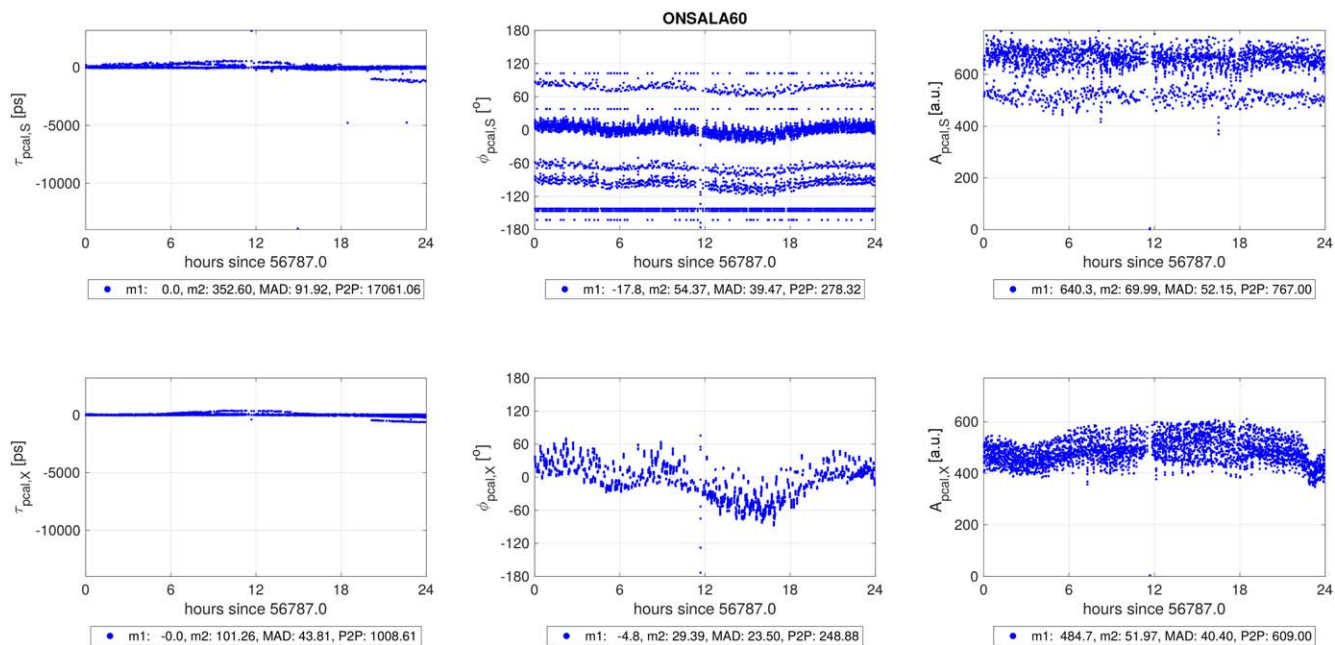 ONSALA60
τpcal,S [ps]
0
-5000
-10000
0 6 12 18 24
hours since 56787.0
m1: 0.0, m2: 352.60, MAD: 91.92, P2P: 17061.06
ϕpcal,S [o]
180
120
60
0
-60
-120
-180
0 6 12 18 24
hours since 56787.0
m1: -17.8, m2: 54.37, MAD: 39.47, P2P: 278.32
Apcal,S [a.u.]
600
400
200
0
0 6 12 18 24
hours since 56787.0
m1: 640.3, m2: 69.99, MAD: 52.15, P2P: 767.00
τpcal,X [ps]
0
-5000
-10000
0 6 12 18 24
hours since 56787.0
m1: -0.0, m2: 101.26, MAD: 43.81, P2P: 1008.61
ϕpcal,X [o]
180
120
60
0
-60
-120
-180
0 6 12 18 24
hours since 56787.0
m1: -4.8, m2: 29.39, MAD: 23.50, P2P: 248.88
Apcal,X [a.u.]
600
400
200
0
0 6 12 18 24
hours since 56787.0
m1: 484.7, m2: 51.97, MAD: 40.40, P2P: 609.00